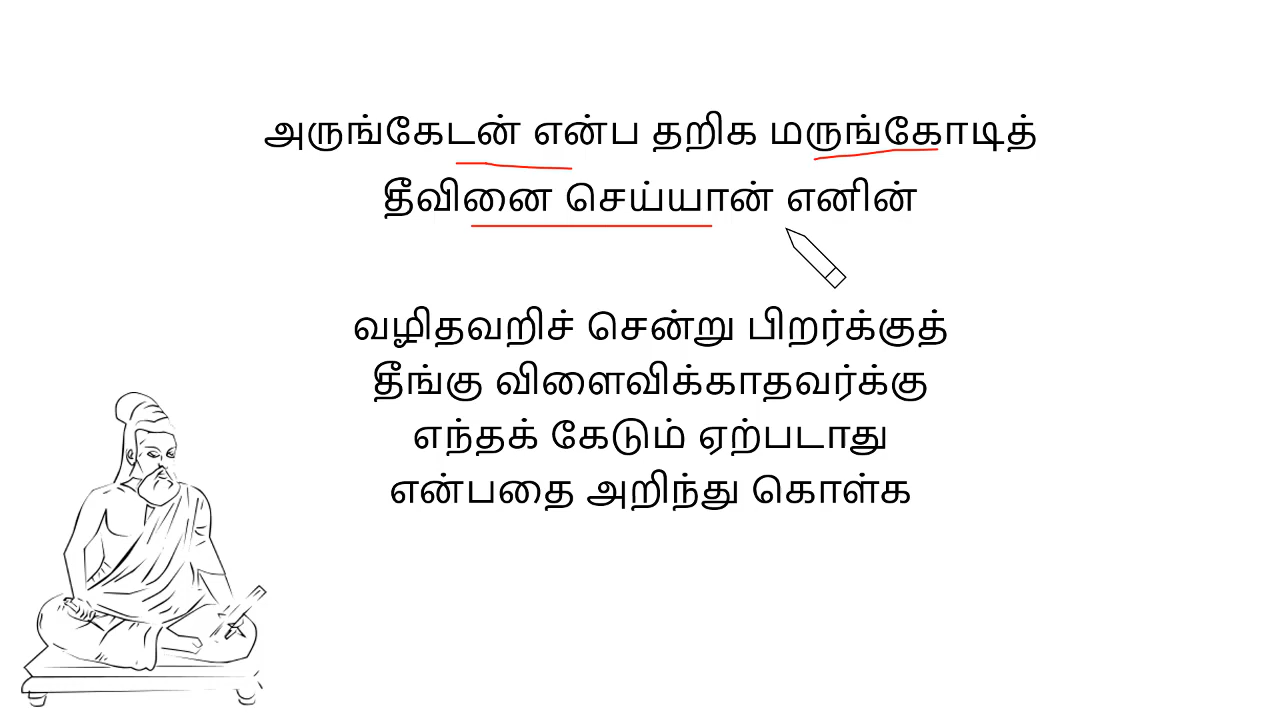 அருங்கேடன் என்ப தறிக மருங்கோடித்
தீவினை செய்யான் எனின்
வழிதவறிச் சென்று பிறர்க்குத்
தீங்கு விளைவிக்காதவர்க்கு
எந்தக் கேடும் ஏற்படாது
என்பதை அறிந்து கொள்க